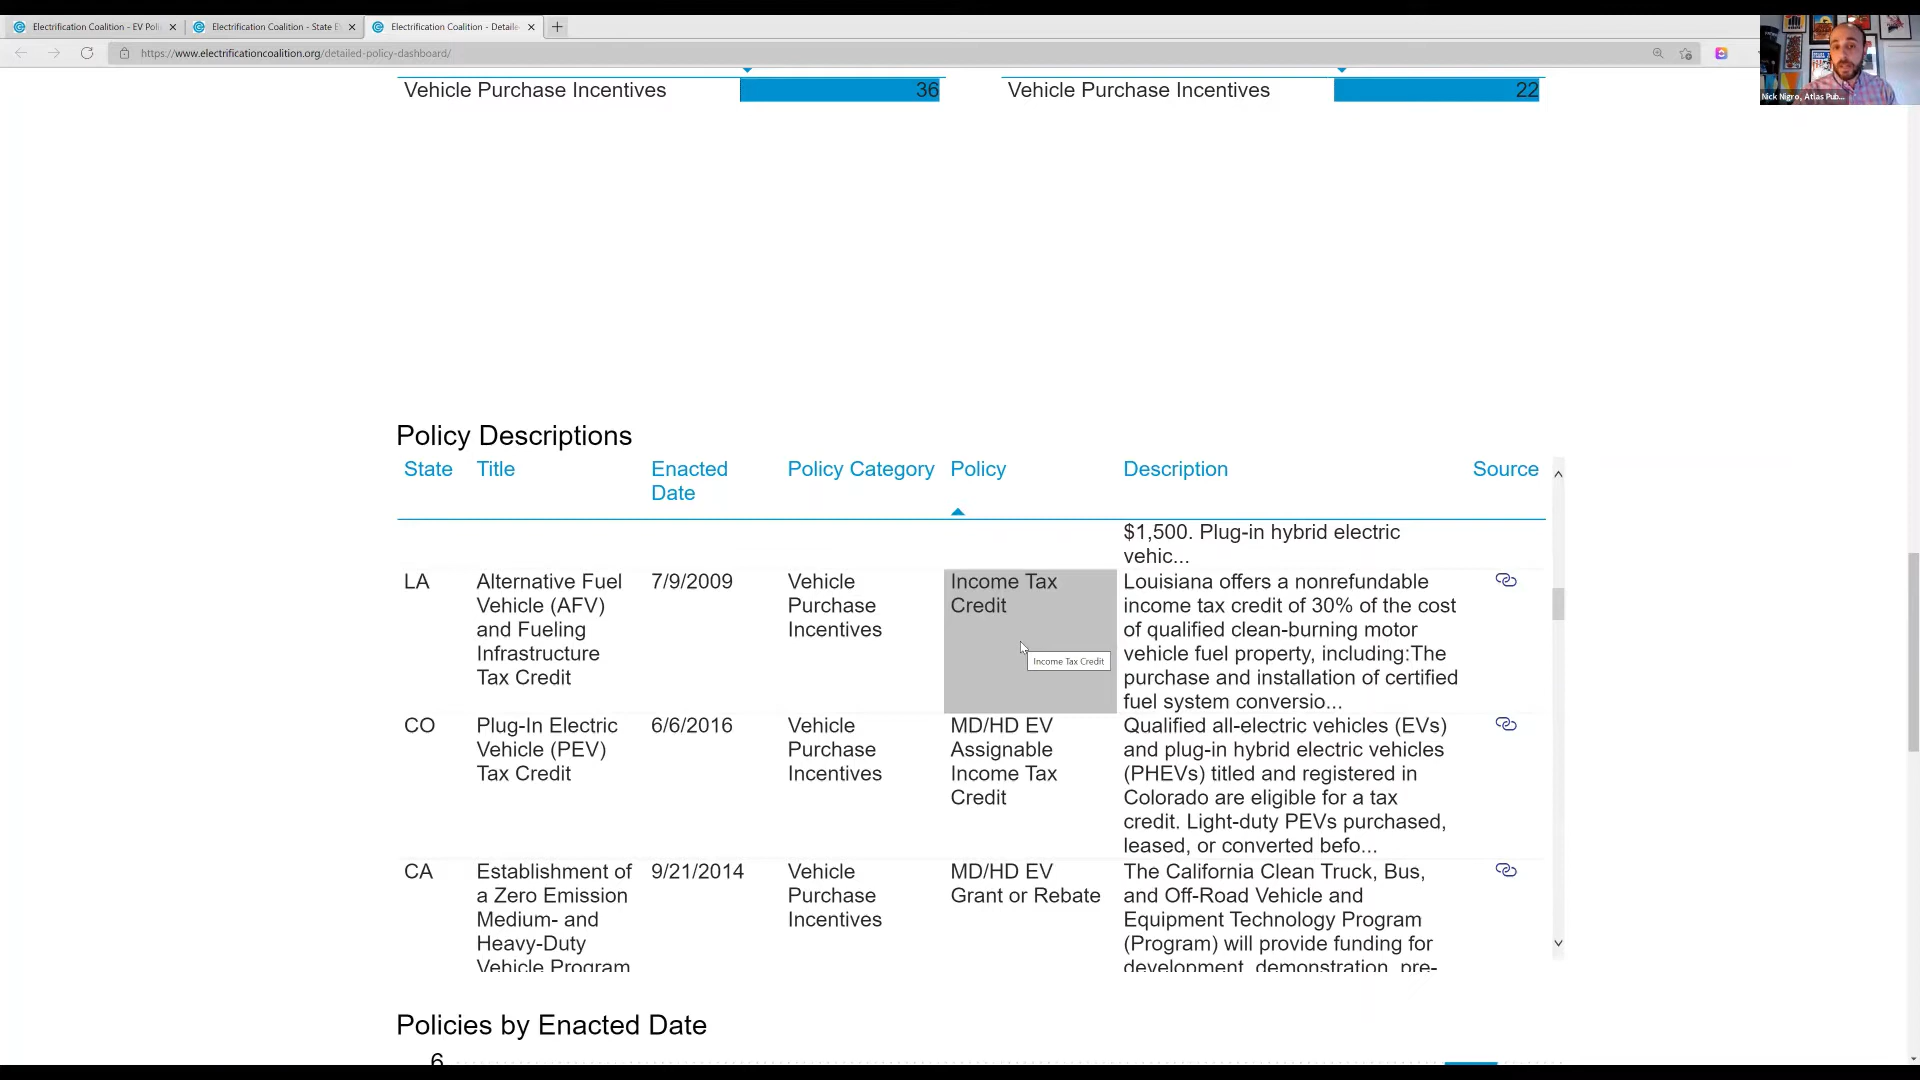 Electrification Coalition - EV Poli
Electrification Coalition - State E
Electrification Coalition - Detaile
https://www.electrificationcoalition.org/detailed-policy-dashboard/
Nick Nigro, Atlas Pub...
Vehicle Purchase Incentives 36
Vehicle Purchase Incentives 22
Policy Descriptions
State Title Enacted Date Policy Category Policy Description Source
$1,500. Plug-in hybrid electric
vehic...
LA
Alternative Fuel
Vehicle (AFV)
and Fueling
Infrastructure
Tax Credit
7/9/2009
Vehicle
Purchase
Incentives
Income Tax
Credit
Income Tax Credit
Louisiana offers a nonrefundable
income tax credit of 30% of the cost
of qualified clean-burning motor
vehicle fuel property, including:The
purchase and installation of certified
fuel system conversio...
CO
Plug-In Electric
Vehicle (PEV)
Tax Credit
6/6/2016
Vehicle
Purchase
Incentives
MD/HD EV
Assignable
Income Tax
Credit
Qualified all-electric vehicles (EVs)
and plug-in hybrid electric vehicles
(PHEVs) titled and registered in
Colorado are eligible for a tax
credit. Light-duty PEVs purchased,
leased, or converted befo...
CA
Establishment of
a Zero Emission
Medium- and
Heavy-Duty
Vehicle Program
9/21/2014
Vehicle
Purchase
Incentives
MD/HD EV
Grant or Rebate
The California Clean Truck, Bus,
and Off-Road Vehicle and
Equipment Technology Program
(Program) will provide funding for
development, demonstration, pre-
Policies by Enacted Date
6